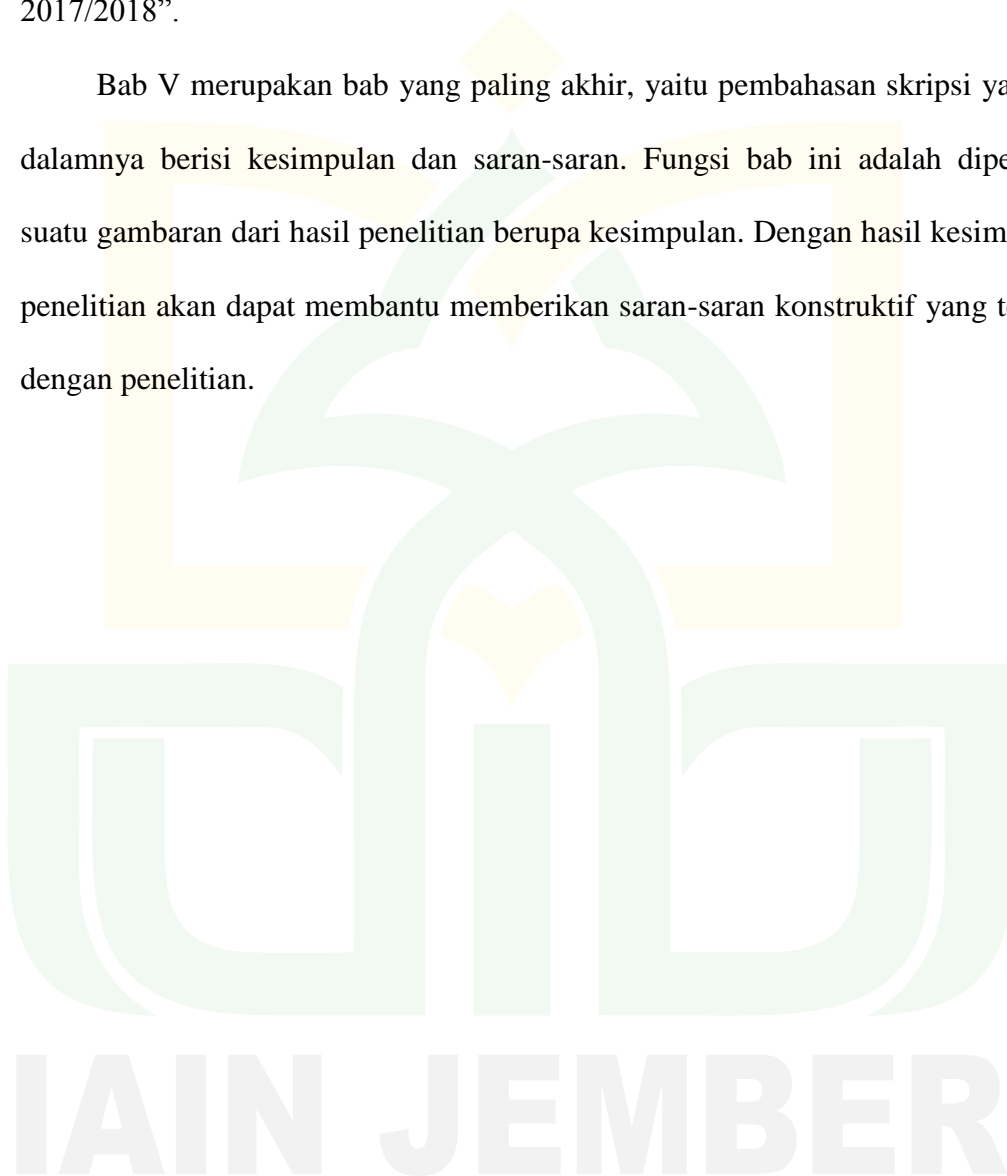 2017/2018”.
Bab V merupakan bab yang paling akhir, yaitu pembahasan skripsi
dalamnya berisi kesimpulan dan saran-saran. Fungsi bab ini adalah
suatu gambaran dari hasil penelitian berupa kesimpulan. Dengan hasil
penelitian akan dapat membantu memberikan saran-saran konstruktif yang
dengan penelitian.
IAIN JEMBER